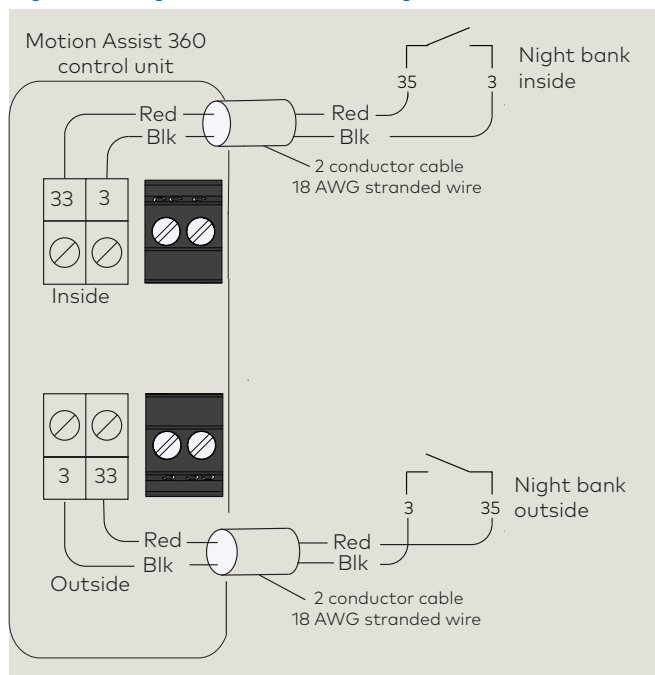 Motion Assist 360
control unit
Night bank
inside
35 3
Red Red
Blk Blk
2 conductor cable
18 AWG stranded wire
33 3
Inside
3 33
Night bank
outside
3 35
Red Red
Blk Blk
Outside
2 conductor cable
18 AWG stranded wire